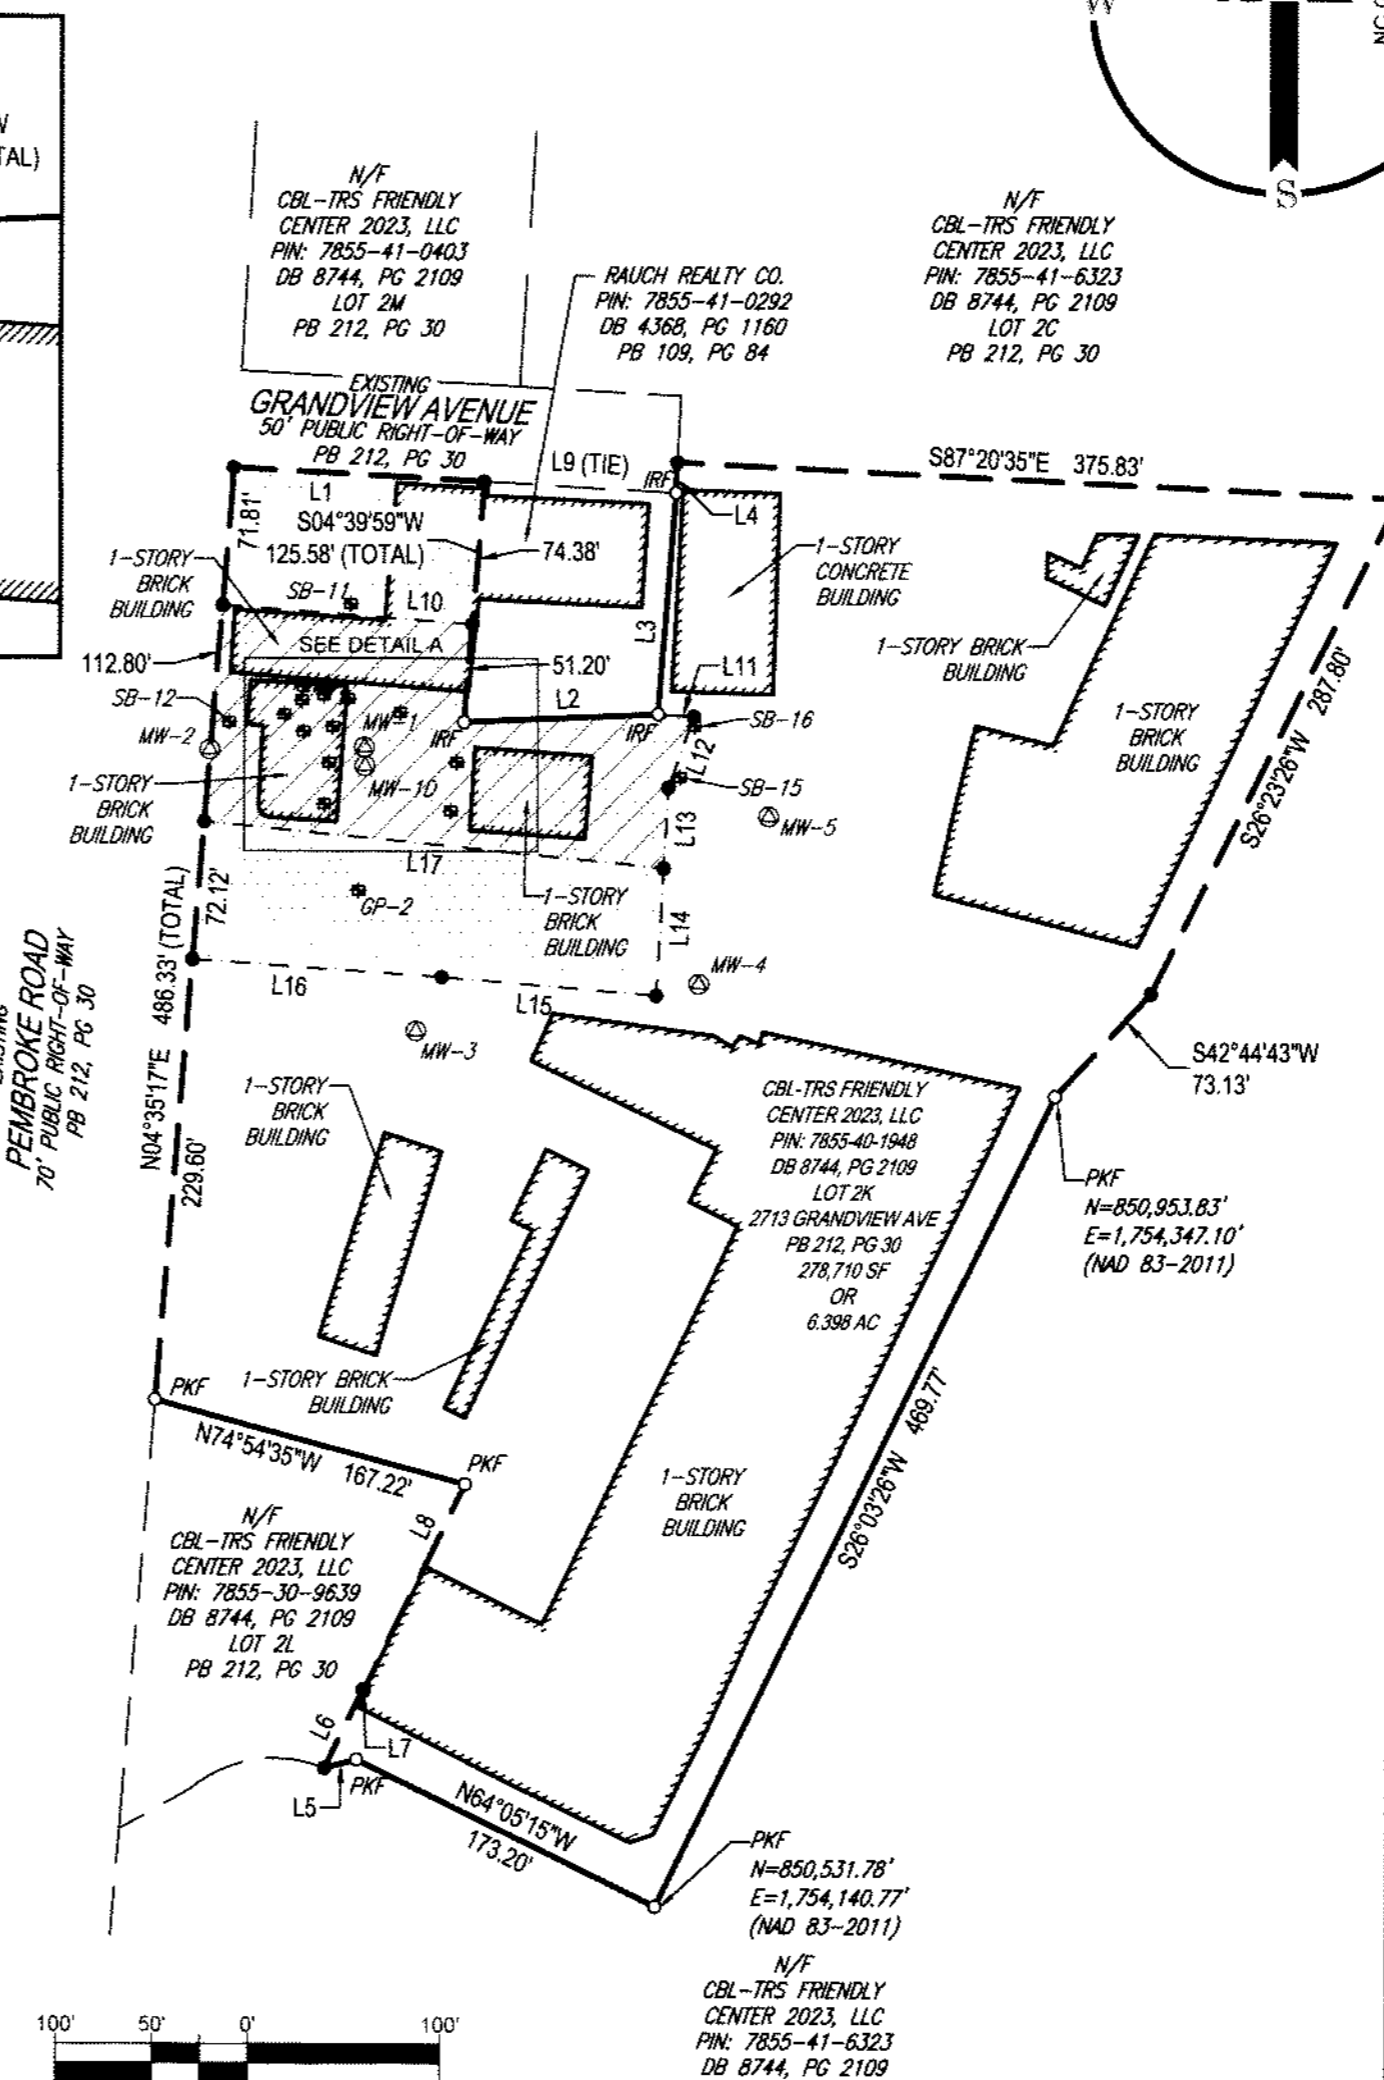 W
S
TAL)
N/F
CBL-TRS FRIENDLY
CENTER 2023, LLC
PIN: 7855-41-0403
DB 8744, PG 2109
LOT 2M
PB 212, PG 30
RAUCH REALTY CO.
PIN: 7855-41-0292
DB 4368, PG 1160
PB 109, PG 84
N/F
CBL-TRS FRIENDLY
CENTER 2023, LLC
PIN: 7855-41-6323
DB 8744, PG 2109
LOT 2C
PB 212, PG 30
EXISTING
GRANDVIEW AVENUE
50' PUBLIC RIGHT-OF-WAY
PB 212, PG 30
L9 (TIE)
IRF
S87°20'35"E 375.83'
L1
L4
71.81'
S04°39'59"W
125.58' (TOTAL)
74.38'
1-STORY
BRICK
BUILDING
SB-11
L10
L3
1-STORY
CONCRETE
BUILDING
1-STORY BRICK
BUILDING
SEE DETAIL A
112.80'
51.20'
L11
L2
SB-12
MW-1
IRF
IRF
SB-16
MW-2
L12
1-STORY
BRICK
BUILDING
MW-10
SB-15
1-STORY
BRICK
BUILDING
S26°23'26"W 287.80'
L13
MW-5
L17
72.12'
GP-2
1-STORY
BRICK
BUILDING
L14
EXISTING
PEMBROKE ROAD
70' PUBLIC RIGHT-OF-WAY
PB 212, PG 30
N04°35'17"E 486.33' (TOTAL)
229.60'
L16
L15
MW-4
MW-3
S42°44'43"W
73.13'
1-STORY
BRICK
BUILDING
CBL-TRS FRIENDLY
CENTER 2023, LLC
PIN: 7855-40-1948
DB 8744, PG 2109
LOT 2K
2713 GRANDVIEW AVE
PB 212, PG 30
278,710 SF
OR
6.398 AC
PKF
N=850,953.83'
E=1,754,347.10'
(NAD 83-2011)
1-STORY BRICK
BUILDING
PKF
N74°54'35"W 167.22'
PKF
S26°03'26"W 469.77'
1-STORY
BRICK
BUILDING
L8
N/F
CBL-TRS FRIENDLY
CENTER 2023, LLC
PIN: 7855-30-9639
DB 8744, PG 2109
LOT 2L
PB 212, PG 30
L6
L7
L5
PKF
N64°05'15"W
173.20'
PKF
N=850,531.78'
E=1,754,140.77'
(NAD 83-2011)
N/F
CBL-TRS FRIENDLY
CENTER 2023, LLC
PIN: 7855-41-6323
DB 8744, PG 2109
100' 50' 0' 100'